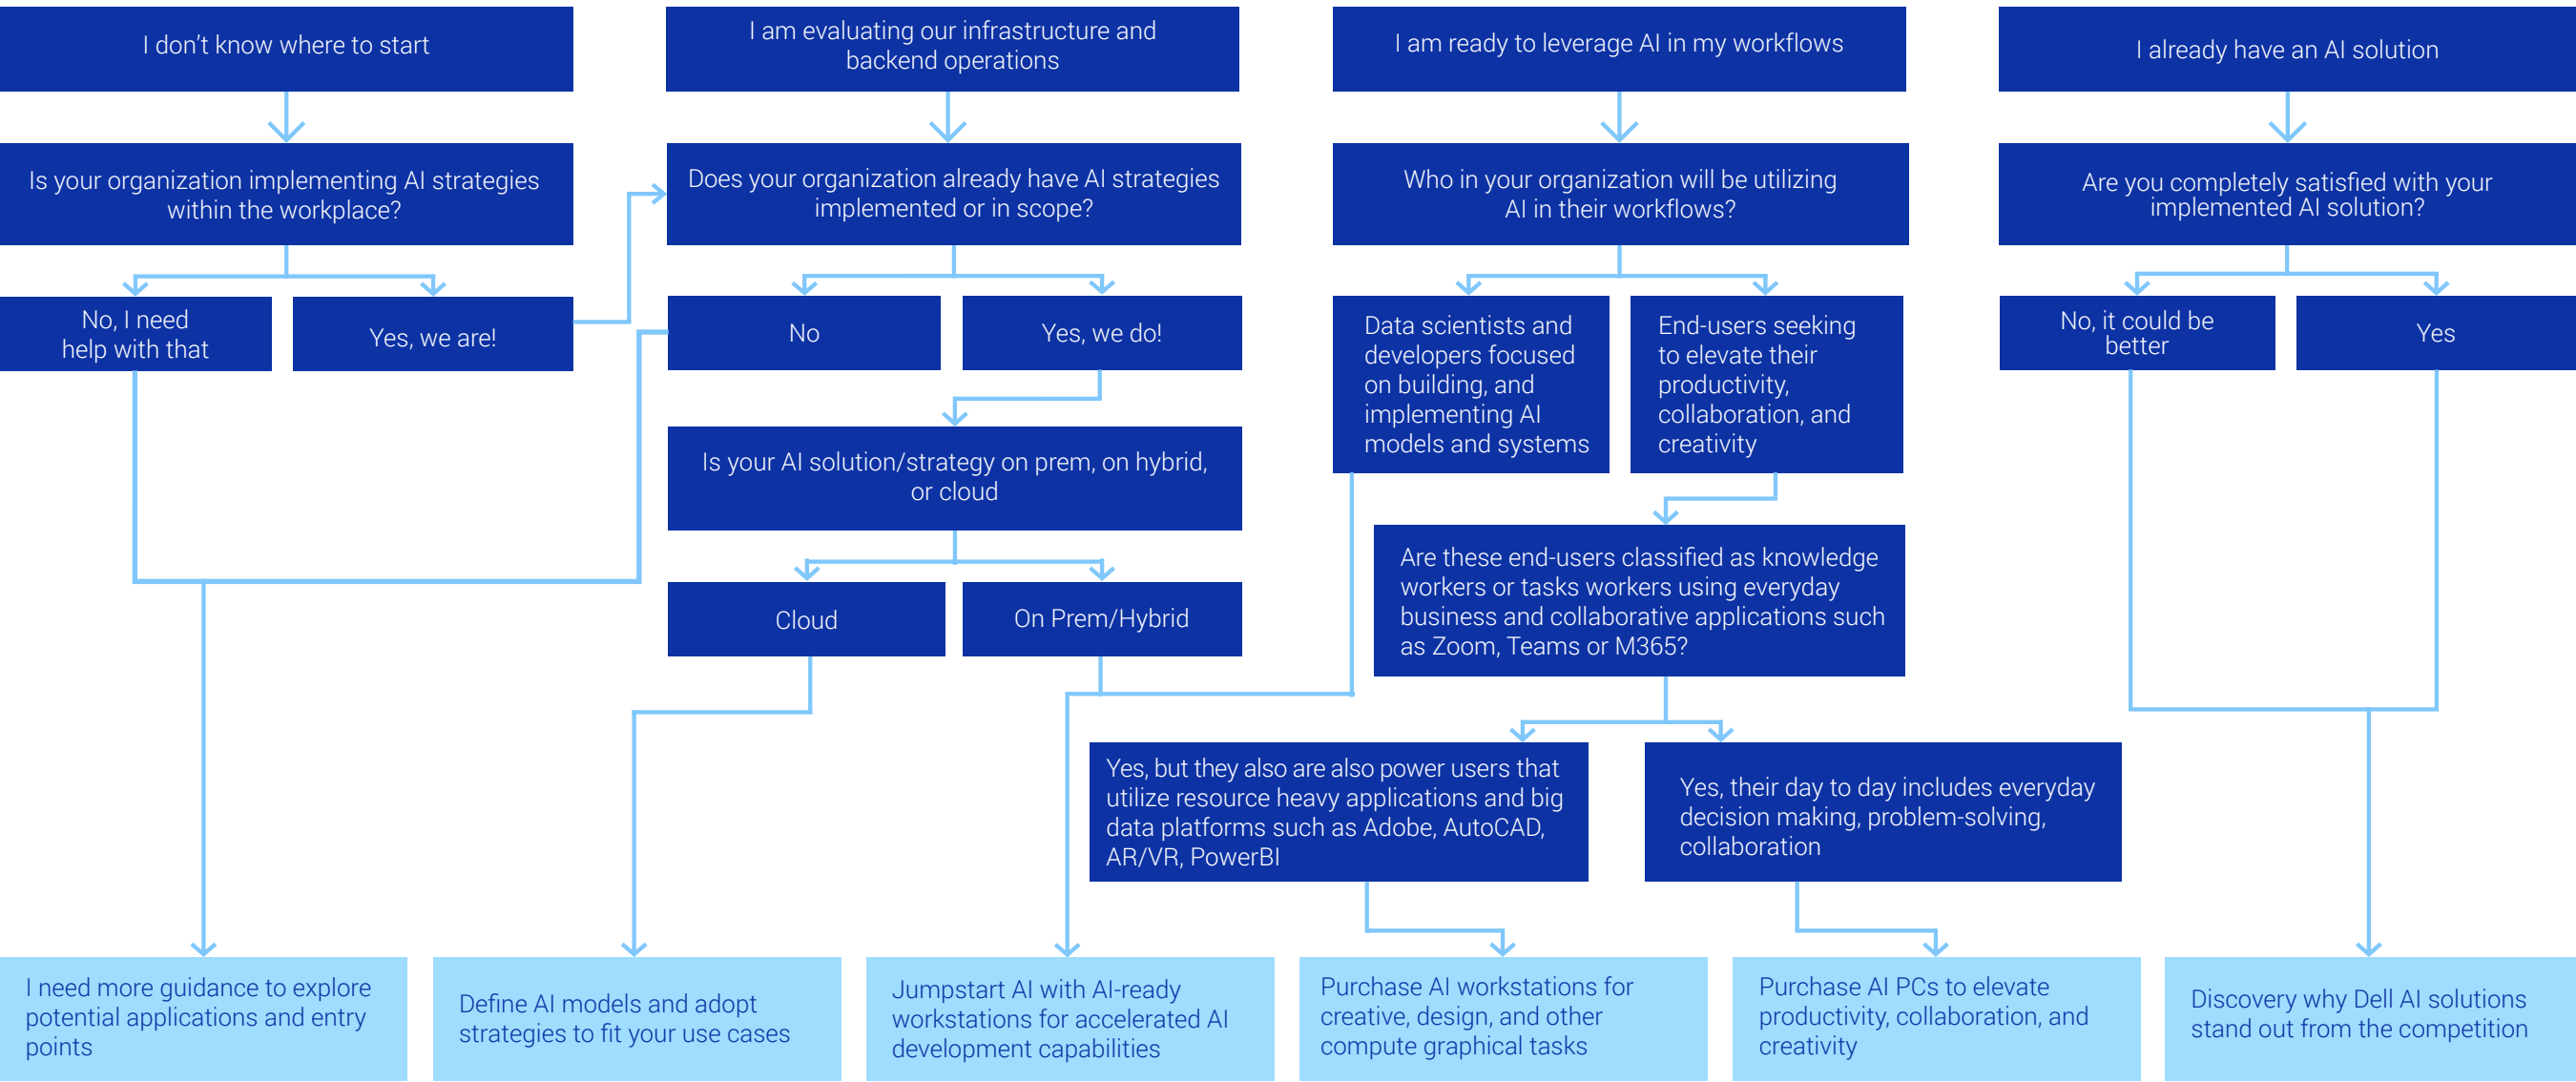 I don't know where to start
I am evaluating our infrastructure and
backend operations
I am ready to leverage AI in my workflows
I already have an AI solution
Is your organization implementing AI strategies
within the workplace?
Does your organization already have AI strategies
implemented or in scope?
Who in your organization will be utilizing
AI in their workflows?
Are you completely satisfied with your
implemented AI solution?
No, I need
help with that
Yes, we are!
No
Yes, we do!
Data scientists and
developers focused
on building, and
implementing AI
models and systems
End-users seeking
to elevate their
productivity,
collaboration, and
creativity
No, it could be
better
Yes
Is your AI solution/strategy on prem, on hybrid,
or cloud
Are these end-users classified as knowledge
workers or tasks workers using everyday
business and collaborative applications such
as Zoom, Teams or M365?
Cloud
On Prem/Hybrid
Yes, but they also are also power users that
utilize resource heavy applications and big
data platforms such as Adobe, AutoCAD,
AR/VR, PowerBI
Yes, their day to day includes everyday
decision making, problem-solving,
collaboration
I need more guidance to explore
potential applications and entry
points
Define AI models and adopt
strategies to fit your use cases
Jumpstart AI with AI-ready
workstations for accelerated AI
development capabilities
Purchase AI workstations for
creative, design, and other
compute graphical tasks
Purchase AI PCs to elevate
productivity, collaboration, and
creativity
Discovery why Dell AI solutions
stand out from the competition